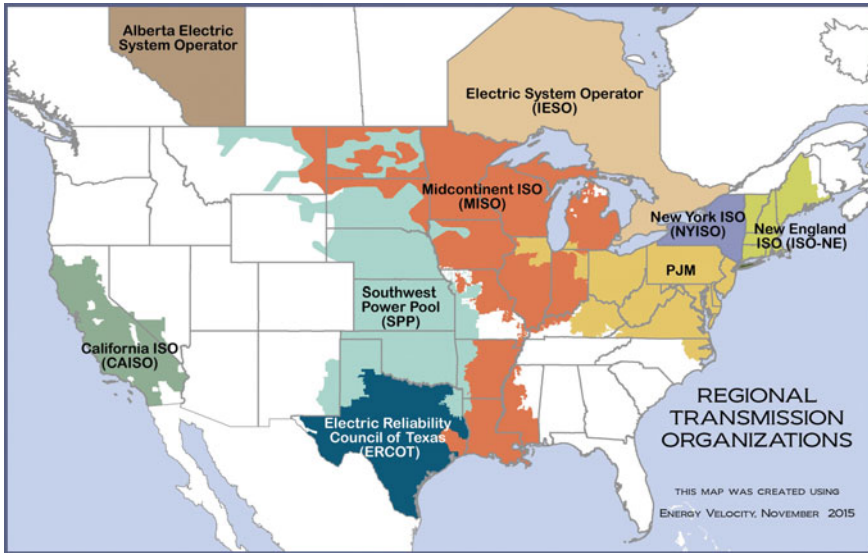 Alberta Electric
System Operator
Electric System Operator
(IESO)
Midcontinent ISO
(MISO)
New York ISO
(NYISO)
New England
ISO (ISO-NE)
PJM
Southwest
Power Pool
(SPP)
California ISO
(CAISO)
Electric Reliability
Council of Texas
(ERCOT)
REGIONAL
TRANSMISSION
ORGANIZATIONS
THIS MAP WAS CREATED USING
ENERGY VELOCITY, NOVEMBER 2015